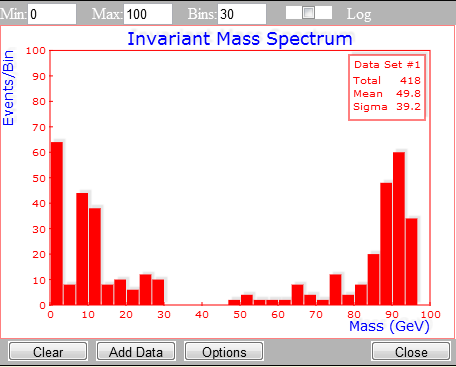 Min: 0 Max: 100 Bins: 30 Log
Invariant Mass Spectrum
Events/Bin
100
90
80
70
60
50
40
30
20
10
0
Data Set #1
Total 418
Mean 49.8
Sigma 39.2
0 10 20 30 40 50 60 70 80 90 100
Mass (GeV)
Clear Add Data Options Close